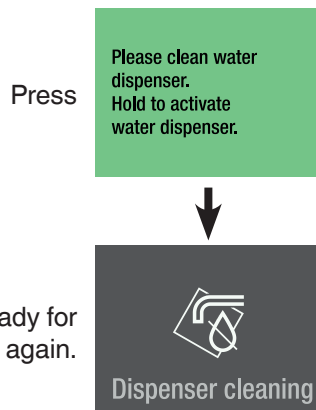 Press
Please clean water
dispenser.
Hold to activate
water dispenser.
ady for
again.
Dispenser cleaning